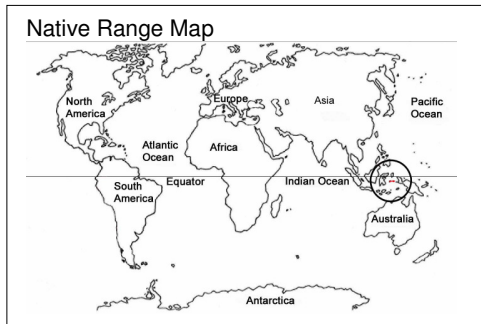 Native Range Map
North
America
Europe
Asia
Pacific
Ocean
Atlantic
Ocean
Africa
South
America
Equator
Indian Ocean
Australia
Antarctica